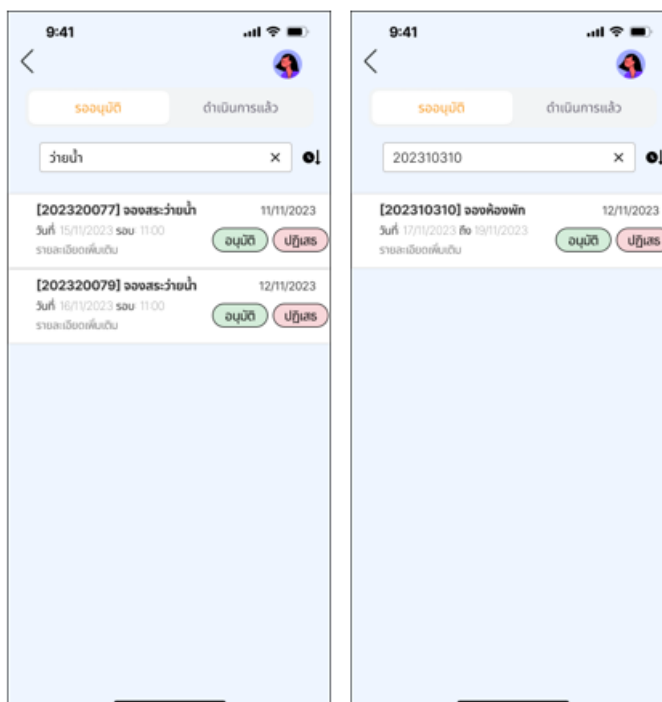 9:41
รออนุมัติ ดำเนินการแล้ว
ว่ายน้ำ
[202320077] จองสระว่ายน้ำ 11/11/2023
วันที่ 15/11/2023 รอบ 11:00
อนุมัติ ปฏิเสธ
รายละเอียดเพิ่มเติม
[202320079] จองสระว่ายน้ำ 12/11/2023
วันที่ 16/11/2023 รอบ 11:00
อนุมัติ ปฏิเสธ
รายละเอียดเพิ่มเติม
9:41
รออนุมัติ ดำเนินการแล้ว
202310310
[202310310] จองห้องพัก 12/11/2023
วันที่ 17/11/2023 ถึง 19/11/2023
อนุมัติ ปฏิเสธ
รายละเอียดเพิ่มเติม